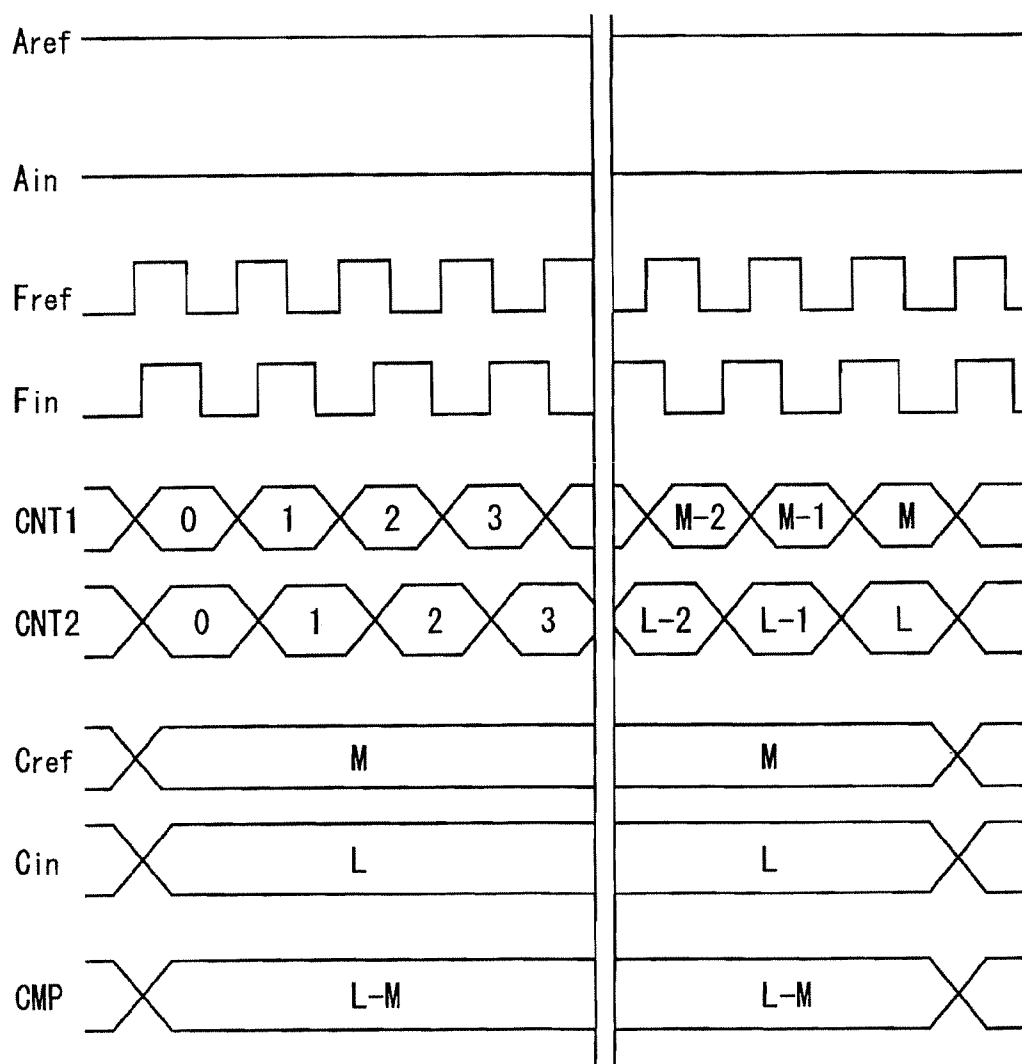 Aref
Ain
Fref
Fin
CNT1 0 1 2 3 M-2 M-1 M
CNT2 0 1 2 3 L-2 L-1 L
Cref M M
Cin L L
CMP L-M L-M